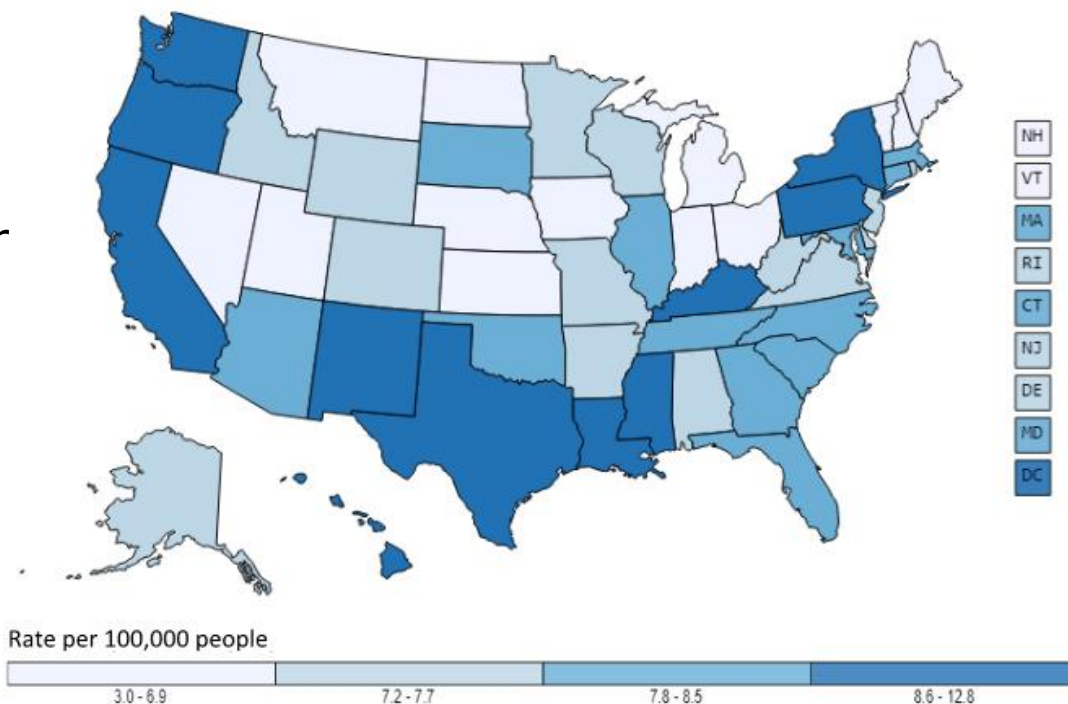 NH
VT
MA
RI
CT
NJ
DE
MD
DC
r
Rate per 100,000 people
3.0 - 6.9
7.2 - 7.7
7.8 - 8.5
8.6 - 12.8